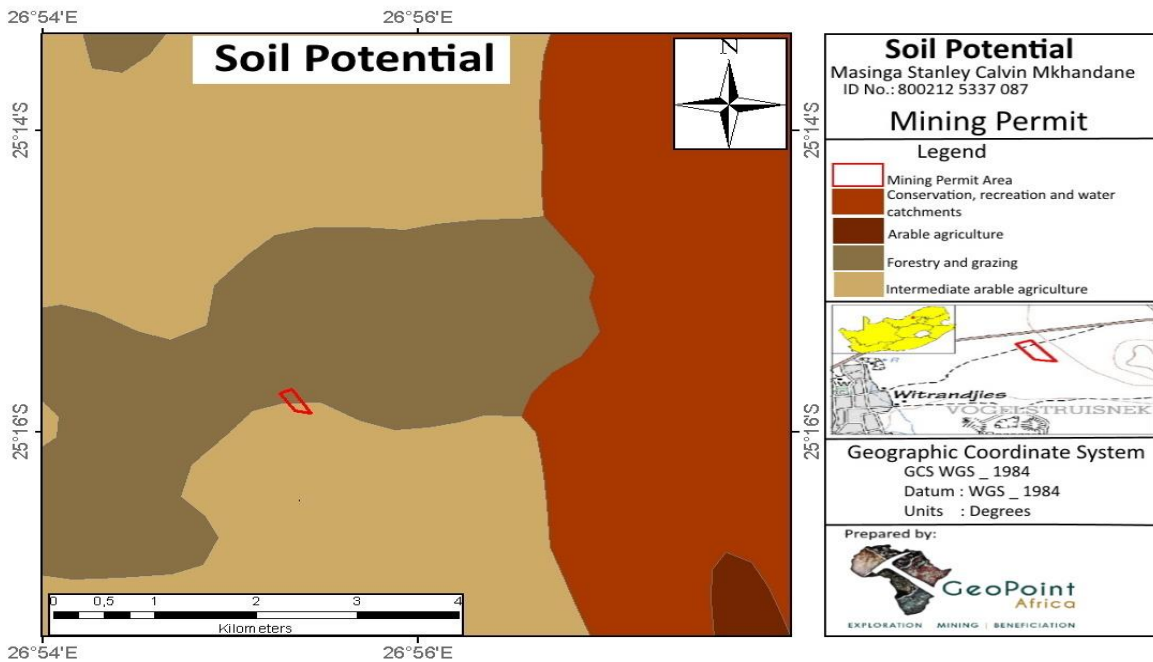 26°54'E
26°56'E
Soil Potential
N
25°14'S
25°14'S
25°16'S
25°16'S
0 0,5 1 2 3 4
Kilometers
26°54'E
26°56'E
Soil Potential
Masinga Stanley Calvin Mkhandane
ID No.: 800212 5337 087
Mining Permit
Legend
Mining Permit Area
Conservation, recreation and water
catchments
Arable agriculture
Forestry and grazing
Intermediate arable agriculture
Witrandjies
VOGELSTRUISNEK
Geographic Coordinate System
GCS WGS _ 1984
Datum : WGS _ 1984
Units : Degrees
Prepared by:
GeoPoint
Africa
EXPLORATION MINING | BENEFICIATION